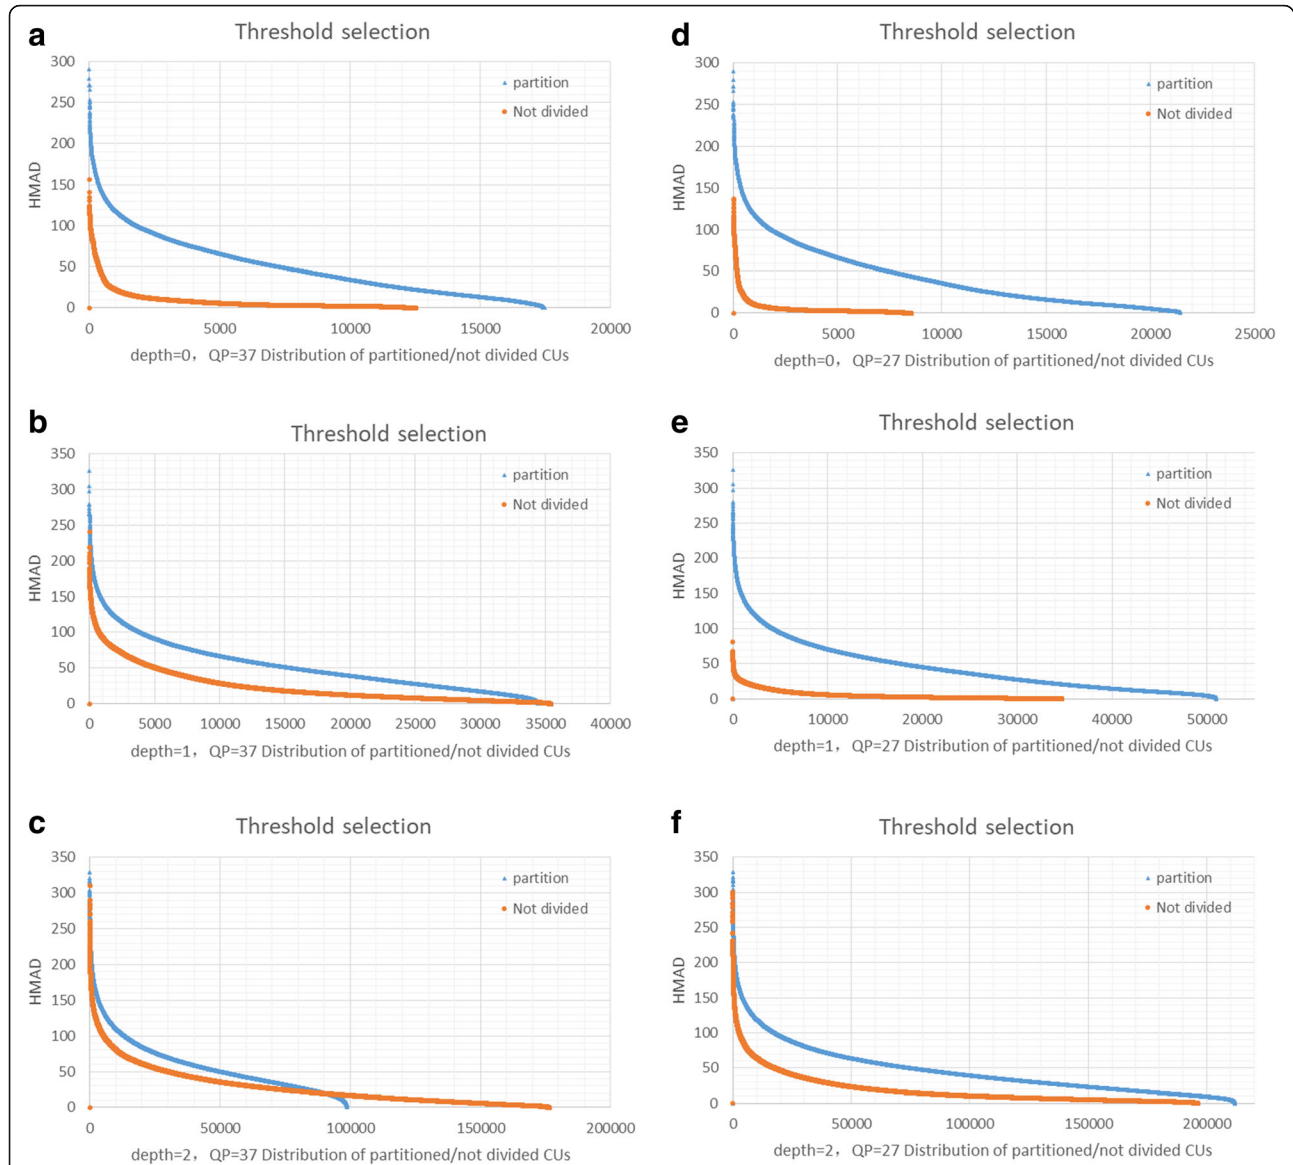 a
Threshold selection
300
250
200
150
100
50
0
HMAD
partition
Not divided
0 5000 10000 15000 20000
depth=0， QP=37 Distribution of partitioned/not divided CUs
b
Threshold selection
350
300
250
200
150
100
50
0
HMAD
partition
Not divided
0 5000 10000 15000 20000 25000 30000 35000 40000
depth=1， QP=37 Distribution of partitioned/not divided CUs
c
Threshold selection
350
300
250
200
150
100
50
0
HMAD
partition
Not divided
0 50000 100000 150000 200000
depth=2， QP=37 Distribution of partitioned/not divided CUs
d
Threshold selection
300
250
200
150
100
50
0
HMAD
partition
Not divided
0 5000 10000 15000 20000 25000
depth=0， QP=27 Distribution of partitioned/not divided CUs
e
Threshold selection
350
300
250
200
150
100
50
0
HMAD
partition
Not divided
0 10000 20000 30000 40000 50000
depth=1， QP=27 Distribution of partitioned/not divided CUs
f
Threshold selection
350
300
250
200
150
100
50
0
HMAD
partition
Not divided
0 50000 100000 150000 200000
depth=2， QP=27 Distribution of partitioned/not divided CUs